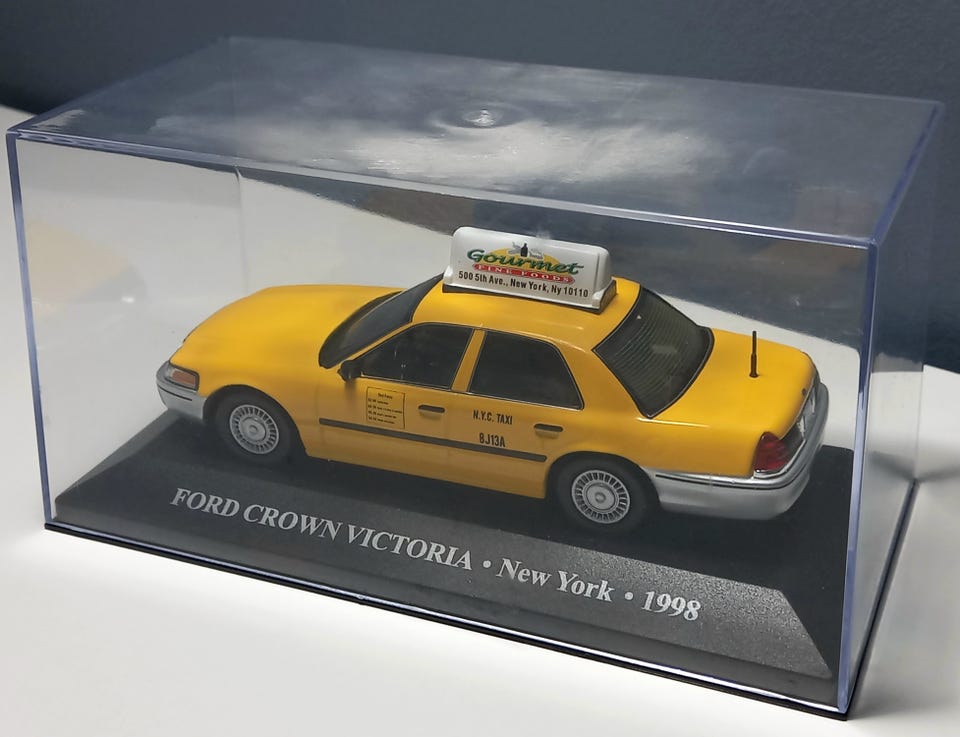 Gourmet
FINE FOODS
500 5th Ave., New York, Ny 10110
N.Y.C. TAXI
8J13A
FORD CROWN VICTORIA • New York • 1998